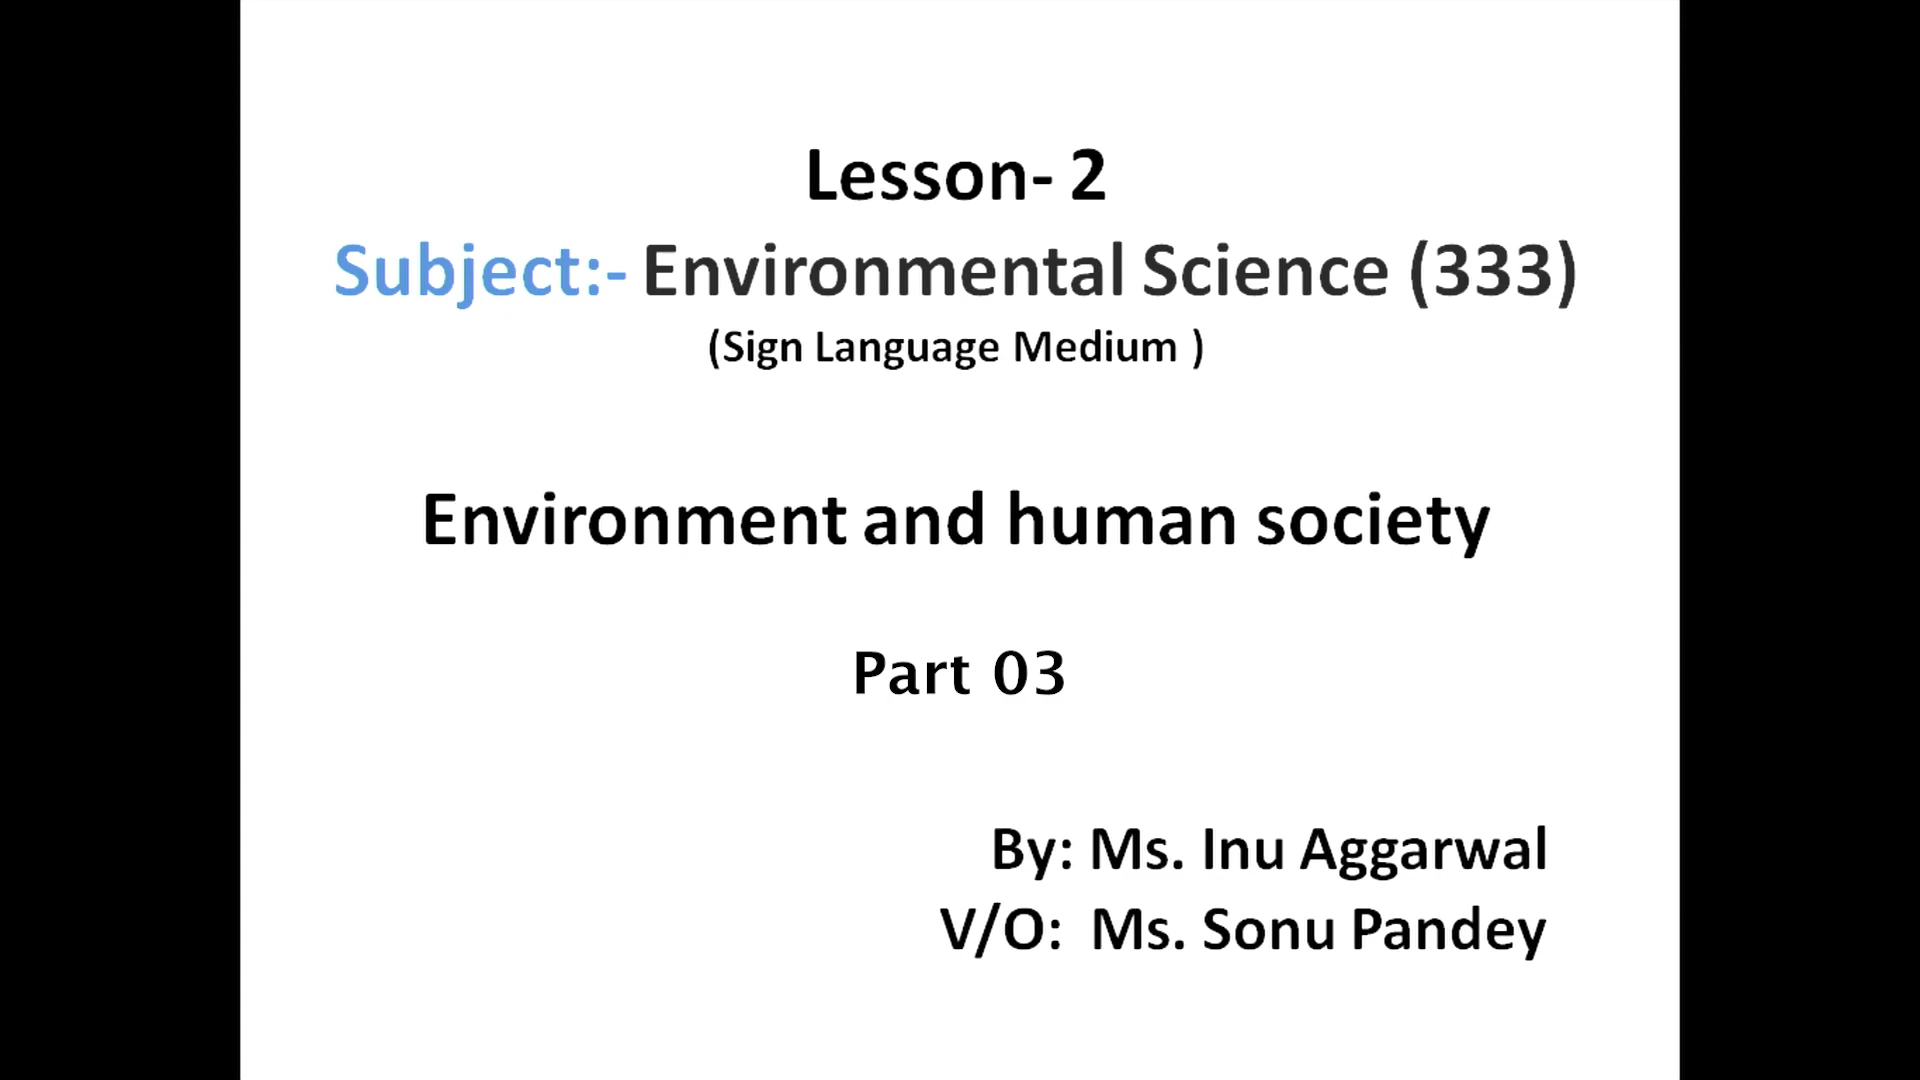 Lesson- 2
Subject:- Environmental Science (333)
(Sign Language Medium )
Environment and human society
Part 03
By: Ms. Inu Aggarwal
V/O: Ms. Sonu Pandey